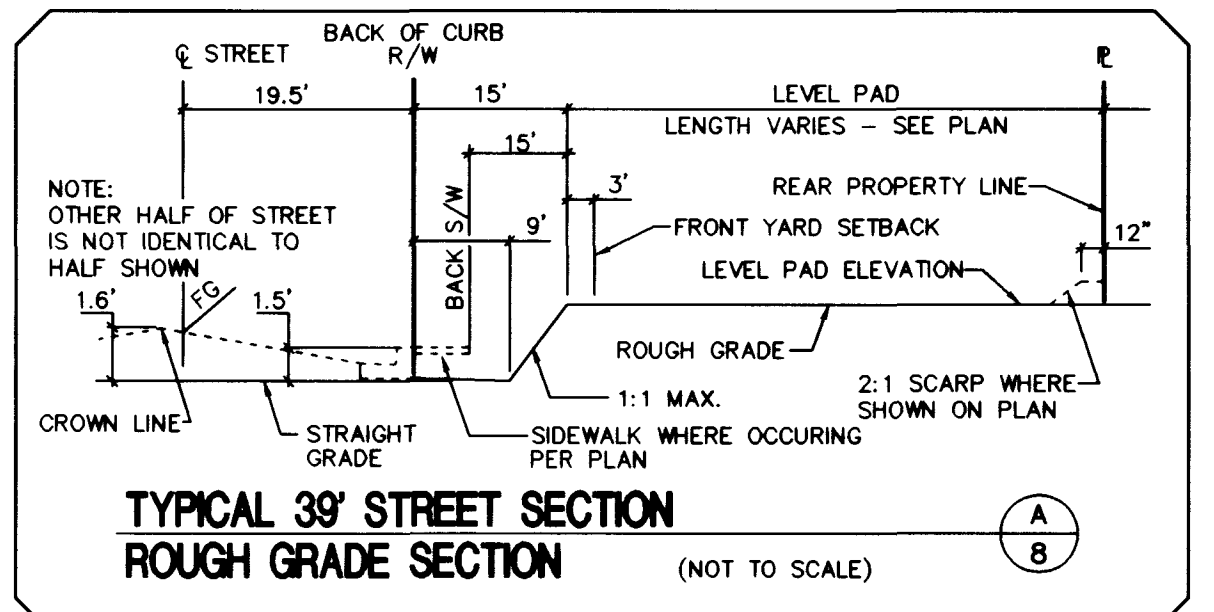 BACK OF CURB
℄ STREET
R/W
℗
19.5'
15'
LEVEL PAD
LENGTH VARIES – SEE PLAN
15'
3'
REAR PROPERTY LINE
NOTE:
OTHER HALF OF STREET
IS NOT IDENTICAL TO
HALF SHOWN
BACK S/W
9'
FRONT YARD SETBACK
12"
LEVEL PAD ELEVATION
1.6'
FG
1.5'
ROUGH GRADE
2:1 SCARP WHERE
SHOWN ON PLAN
1:1 MAX.
CROWN LINE
STRAIGHT
GRADE
SIDEWALK WHERE OCCURING
PER PLAN
TYPICAL 39' STREET SECTION
ROUGH GRADE SECTION
(NOT TO SCALE)
A
8